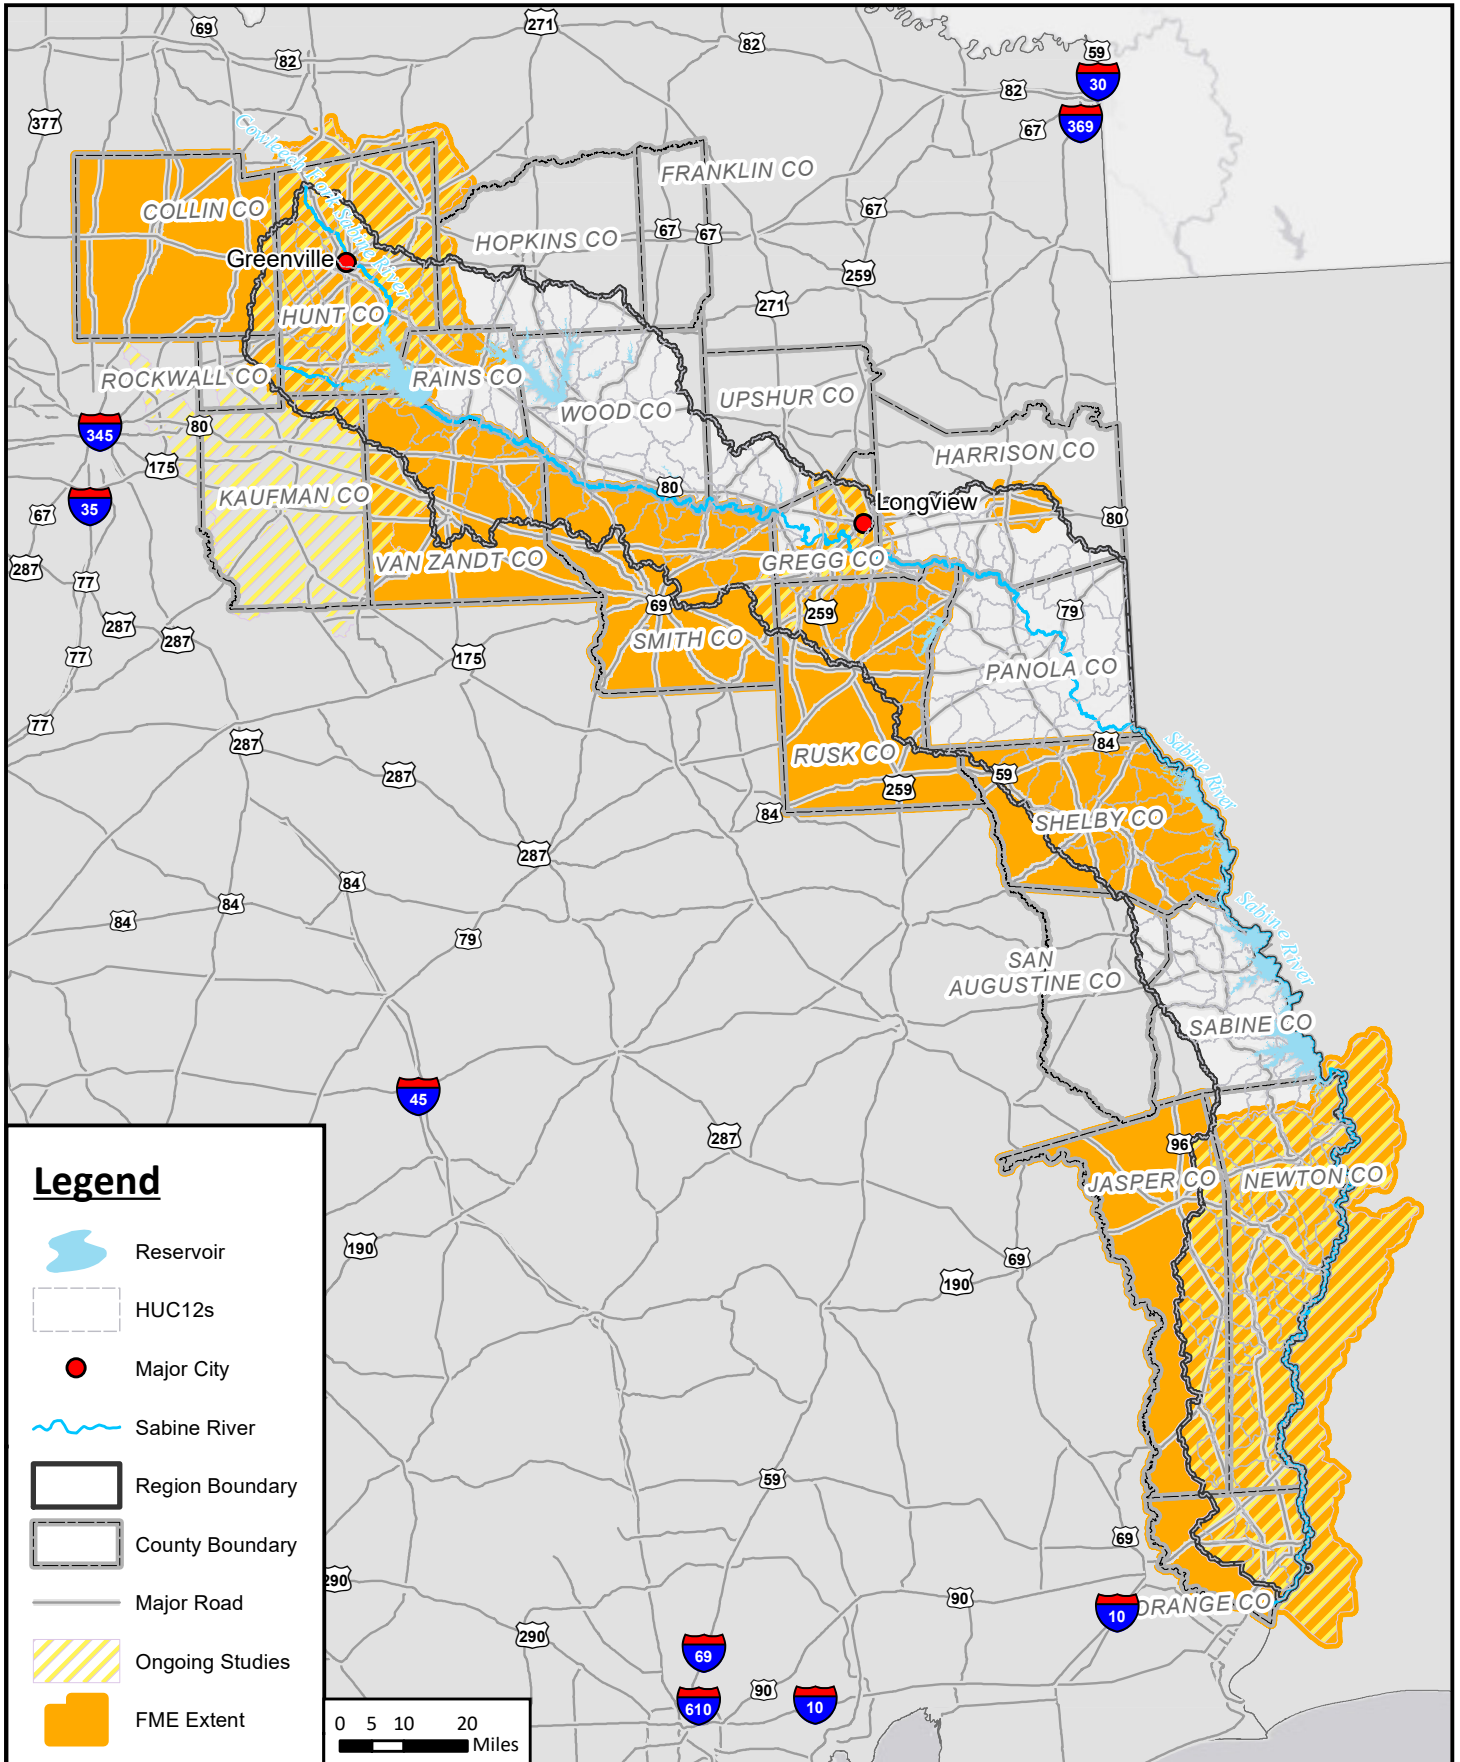 69
271
82
82
59
30
82
369
67
377
Cowleech Fork Sabine River
FRANKLIN CO
COLLIN CO
67
67
67
HOPKINS CO
Greenville
259
271
HUNT CO
ROCKWALL CO
RAINS CO
UPSHUR CO
WOOD CO
345
80
HARRISON CO
175
KAUFMAN CO
80
Longview
35
67
80
VAN ZANDT CO
GREGG CO
287
77
69
259
79
287
287
SMITH CO
77
175
PANOLA CO
77
287
84
Sabine River
RUSK CO
287
59
259
84
SHELBY CO
287
84
84
84
79
Sabine River
SAN
AUGUSTINE CO
SABINE CO
45
287
96
JASPER CO
NEWTON CO
190
69
190
59
69
290
90
10
ORANGE CO
290
69
90
610
10
Legend
Reservoir
HUC12s
Major City
Sabine River
Region Boundary
County Boundary
Major Road
Ongoing Studies
FME Extent
0 5 10 20
Miles